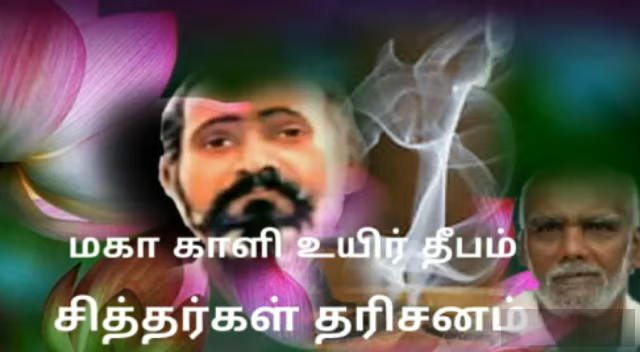 மகா காளி உயிர் தீபம்
சித்தர்கள் தரிசனம்